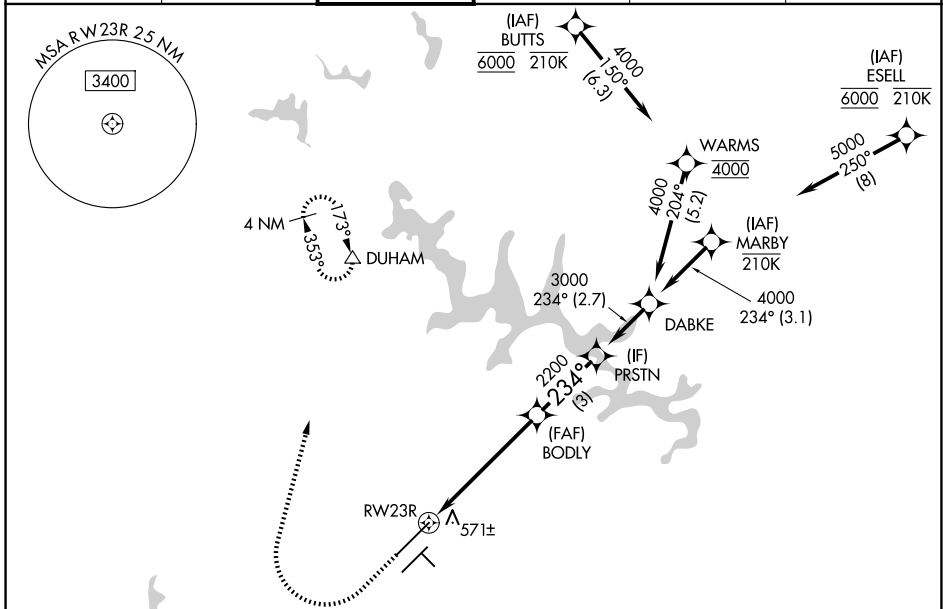 MSA RW23R 25 NM
3400
(IAF)
BUTTS
6000 210K
4000
150°
(6.3)
(IAF)
ESELL
6000 210K
5000
250°
(8)
WARMS
4000
4000
204°
(5.2)
(IAF)
MARBY
210K
4000
234° (3.1)
4 NM
173°
353°
DUHAM
3000
234° (2.7)
DABKE
(IF)
PRSTN
2200
234°
(3)
(FAF)
BODLY
RW23R
571±